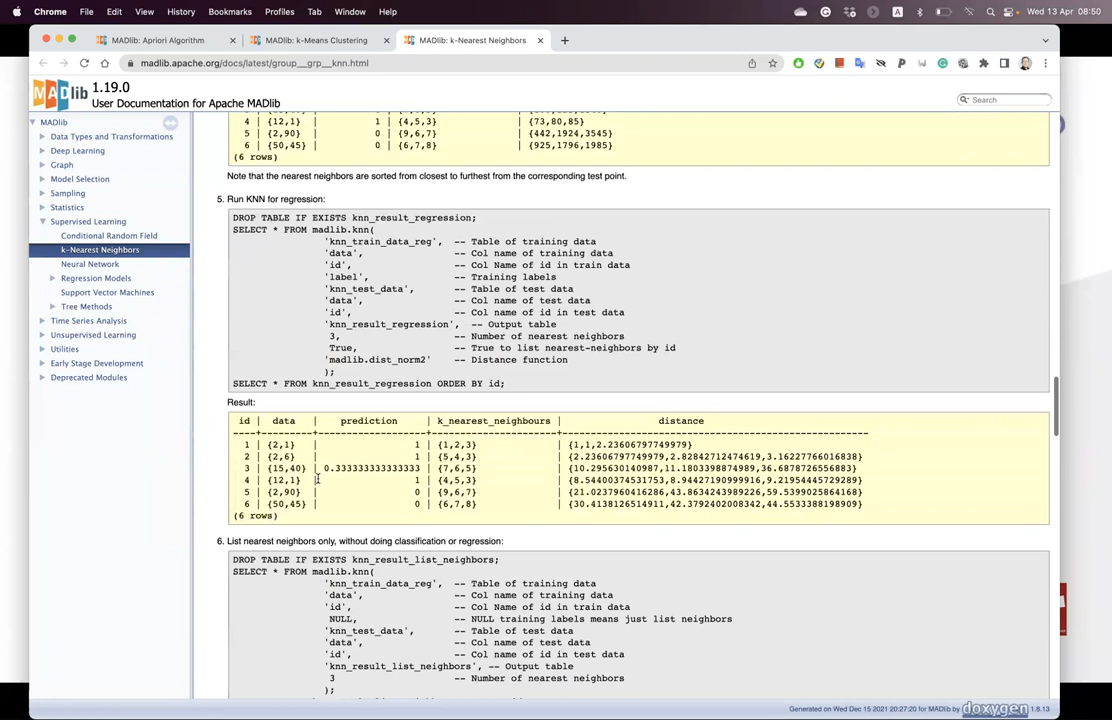 Chrome File Edit View History Bookmarks Profiles Tab Window Help Wed 13 Apr 08:50
MADlib: Apriori Algorithm MADlib: k-Means Clustering MADlib: k-Nearest Neighbors
madlib.apache.org/docs/latest/group__grp__knn.html
MADlib 1.19.0
User Documentation for Apache MADlib
Search
MADlib
Data Types and Transformations
Deep Learning
Graph
Model Selection
Sampling
Statistics
Supervised Learning
Conditional Random Field
k-Nearest Neighbors
Neural Network
Regression Models
Support Vector Machines
Tree Methods
Time Series Analysis
Unsupervised Learning
Utilities
Early Stage Development
Deprecated Modules
4 | {12,1} | 1 | {4,5,3} | {73,80,85}
5 | {2,90} | 0 | {9,6,7} | {442,1924,3545}
6 | {50,45} | 0 | {6,7,8} | {925,1796,1985}
(6 rows)
Note that the nearest neighbors are sorted from closest to furthest from the corresponding test point.
5. Run KNN for regression:
DROP TABLE IF EXISTS knn_result_regression;
SELECT * FROM madlib.knn(
'knn_train_data_reg', -- Table of training data
'data', -- Col name of training data
'id', -- Col Name of id in train data
'label', -- Training labels
'knn_test_data', -- Table of test data
'data', -- Col name of test data
'id', -- Col name of id in test data
'knn_result_regression', -- Output table
3, -- Number of nearest neighbors
True, -- True to list nearest-neighbors by id
'madlib.dist_norm2' -- Distance function
);
SELECT * FROM knn_result_regression ORDER BY id;
Result:
id | data | prediction | k_nearest_neighbours | distance
----+---------+-------------------+----------------------+-----------------------------------------------------
1 | {2,1} | 1 | {1,2,3} | {1,1,2.23606797749979}
2 | {2,6} | 1 | {5,4,3} | {2.23606797749979,2.82842712474619,3.16227766016838}
3 | {15,40} | 0.333333333333333 | {7,6,5} | {10.295630140987,11.1803398874989,36.6878726556883}
4 | {12,1} | 1 | {4,5,3} | {8.54400374531753,8.94427190999916,9.21954445729289}
5 | {2,90} | 0 | {9,6,7} | {21.0237960416286,43.8634243989226,59.5399025864168}
6 | {50,45} | 0 | {6,7,8} | {30.4138126514911,42.3792402008342,44.5533388198909}
(6 rows)
6. List nearest neighbors only, without doing classification or regression:
DROP TABLE IF EXISTS knn_result_list_neighbors;
SELECT * FROM madlib.knn(
'knn_train_data_reg', -- Table of training data
'data', -- Col name of training data
'id', -- Col Name of id in train data
NULL, -- NULL training labels means just list neighbors
'knn_test_data', -- Table of test data
'data', -- Col name of test data
'id', -- Col name of id in test data
'knn_result_list_neighbors', -- Output table
3 -- Number of nearest neighbors
);
Generated on Wed Dec 15 2021 20:27:20 for MADlib by doxygen 1.8.13